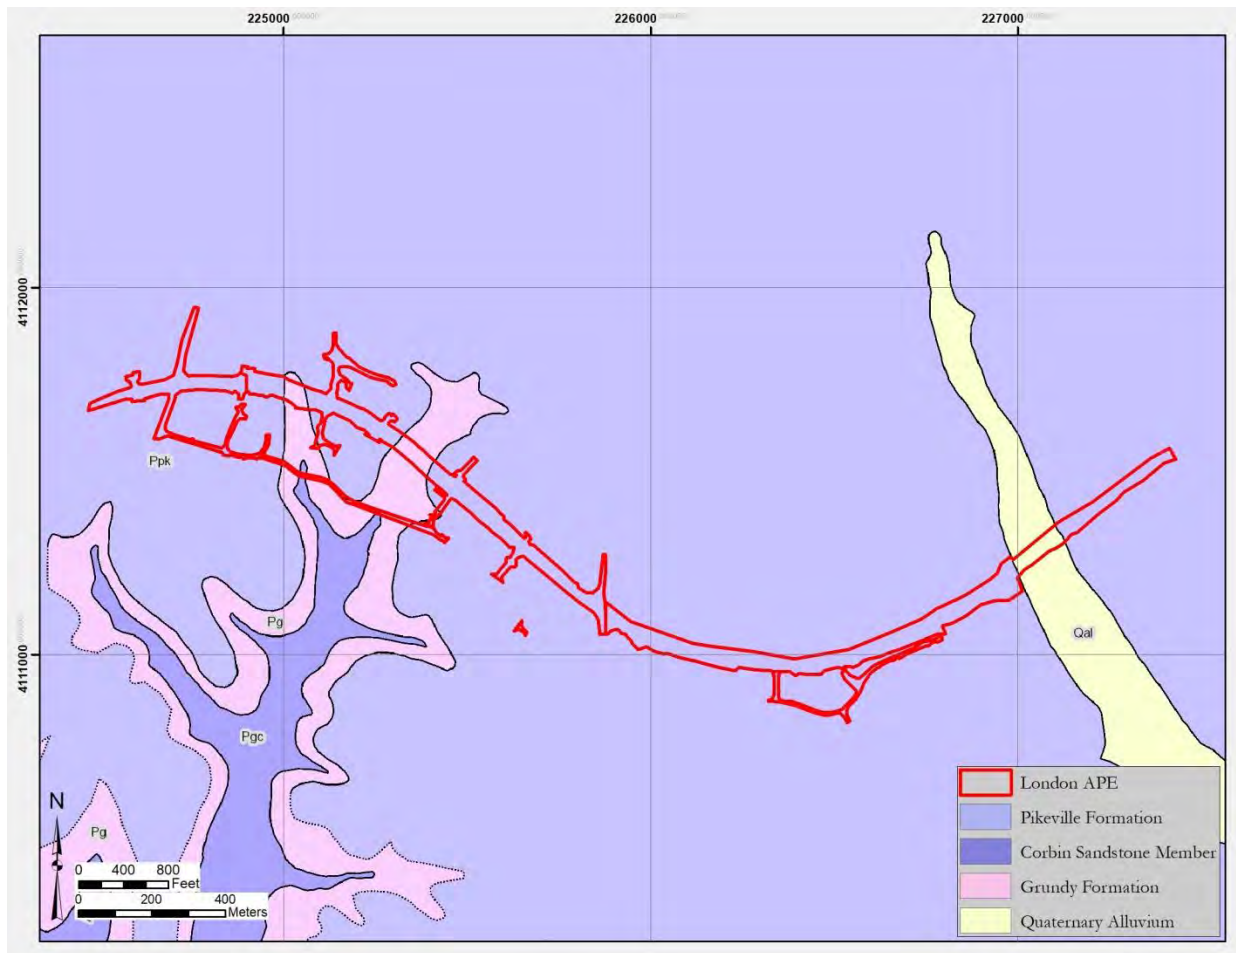 225000
226000
227000
4112000
4111000
Ppk
Pg
Qal
Pgc
Pg
N
0 400 800
Feet
0 200 400
Meters
London APE
Pikeville Formation
Corbin Sandstone Member
Grundy Formation
Quaternary Alluvium